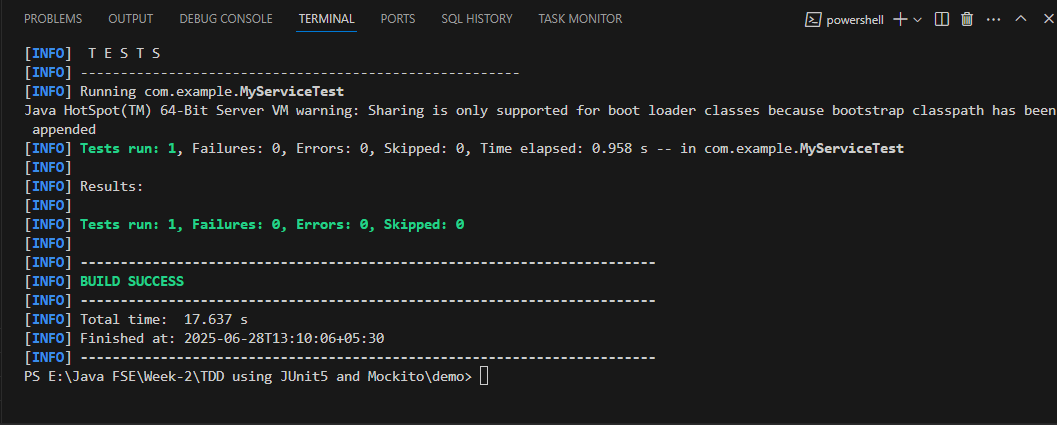 PROBLEMS OUTPUT DEBUG CONSOLE TERMINAL PORTS SQL HISTORY TASK MONITOR powershell
[INFO]  T E S T S
[INFO] -------------------------------------------------------
[INFO] Running com.example.MyServiceTest
Java HotSpot(TM) 64-Bit Server VM warning: Sharing is only supported for boot loader classes because bootstrap classpath has been
 appended
[INFO] Tests run: 1, Failures: 0, Errors: 0, Skipped: 0, Time elapsed: 0.958 s -- in com.example.MyServiceTest
[INFO]
[INFO] Results:
[INFO]
[INFO] Tests run: 1, Failures: 0, Errors: 0, Skipped: 0
[INFO]
[INFO] ------------------------------------------------------------------------
[INFO] BUILD SUCCESS
[INFO] ------------------------------------------------------------------------
[INFO] Total time:  17.637 s
[INFO] Finished at: 2025-06-28T13:10:06+05:30
[INFO] ------------------------------------------------------------------------
PS E:\Java FSE\Week-2\TDD using JUnit5 and Mockito\demo>